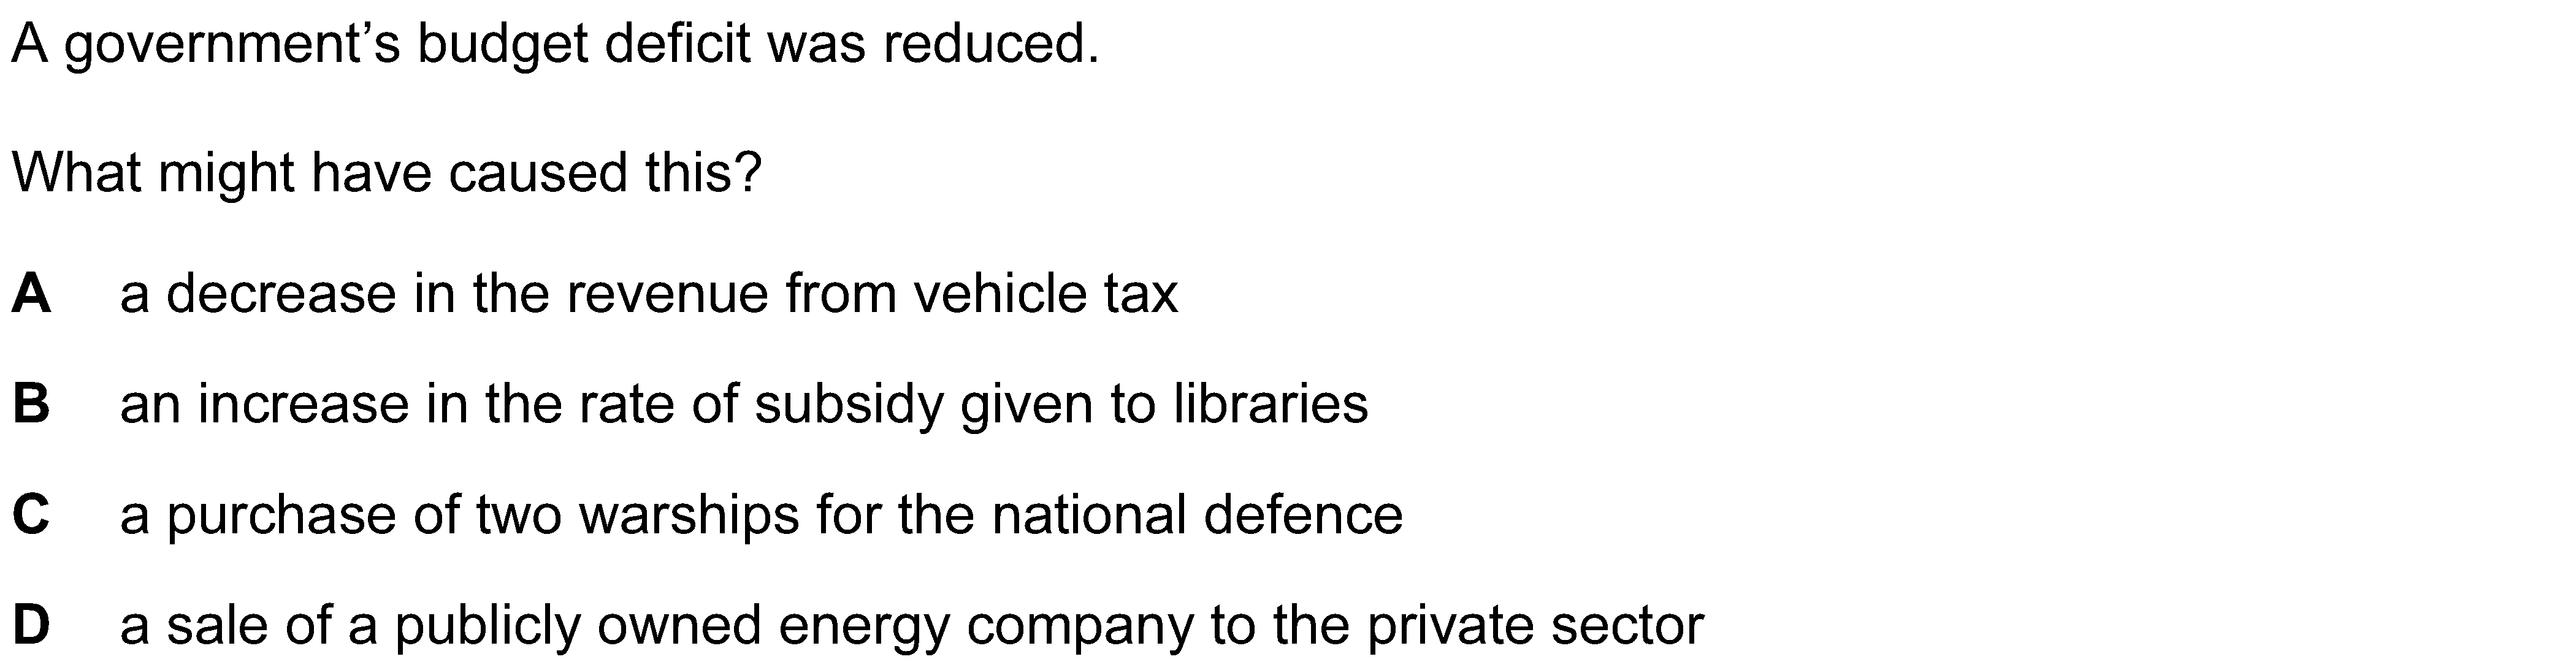 A government’s budget deficit was reduced.
What might have caused this?
A a decrease in the revenue from vehicle tax
B an increase in the rate of subsidy given to libraries
C a purchase of two warships for the national defence
D a sale of a publicly owned energy company to the private sector